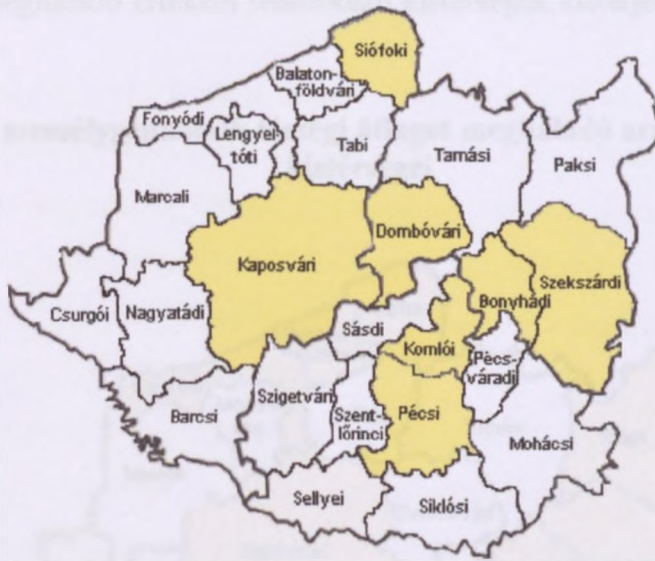 Siófoki
Balaton-
földvári
Fonyódi
Lengyel-
tóti
Tabi
Tamási
Paksi
Marcali
Dombóvári
Kaposvári
Szekszárdi
Bonyhádi
Csurgói
Nagyatádi
Sásdi
Komlói
Pécs-
váradi
Szigetvári
Barcsi
Szent-
lőrinci
Pécsi
Mohácsi
Sellyei
Siklósi